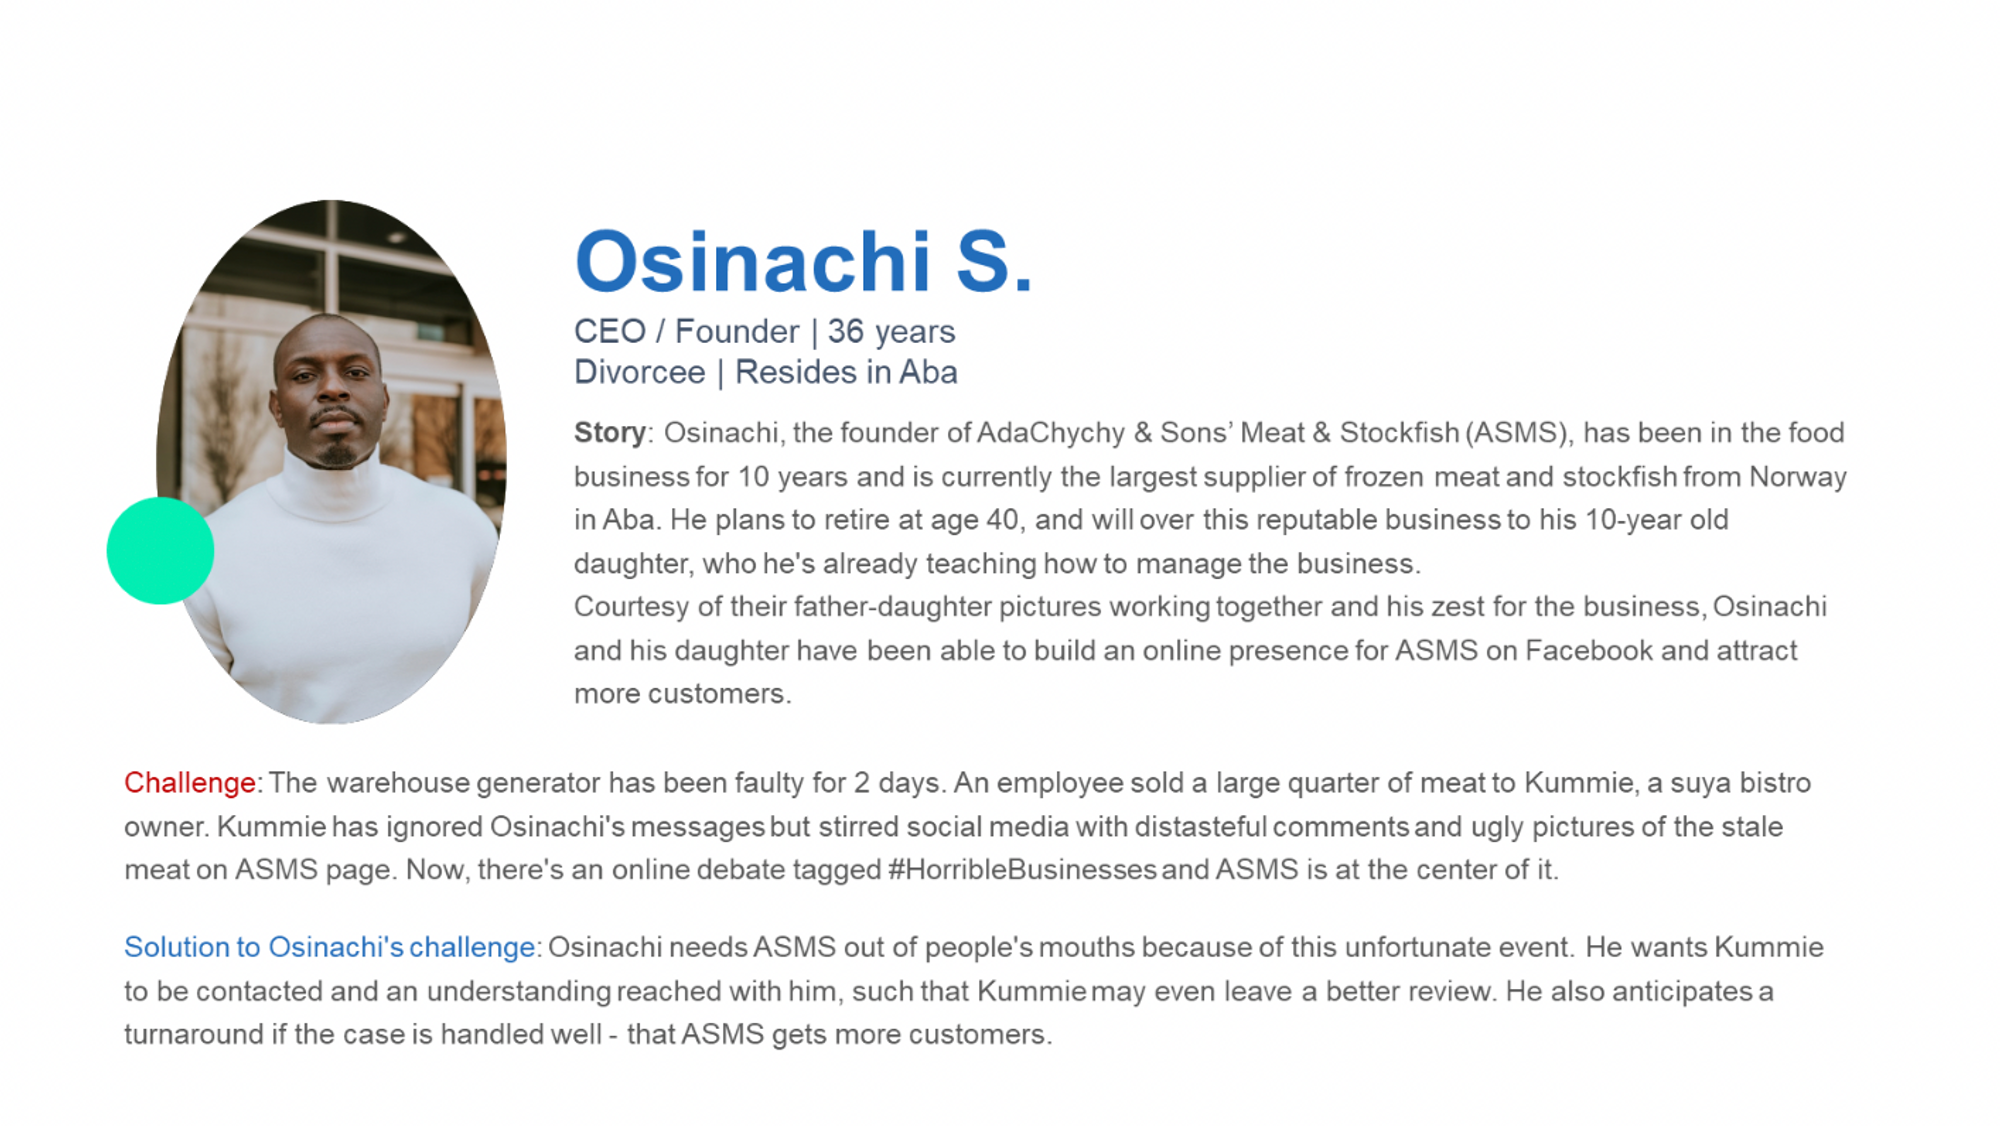 Osinachi S.
CEO / Founder | 36 years
Divorcee | Resides in Aba
Story: Osinachi, the founder of AdaChychy & Sons’ Meat & Stockfish (ASMS), has been in the food
business for 10 years and is currently the largest supplier of frozen meat and stockfish from Norway
in Aba. He plans to retire at age 40, and will over this reputable business to his 10-year old
daughter, who he's already teaching how to manage the business.
Courtesy of their father-daughter pictures working together and his zest for the business, Osinachi
and his daughter have been able to build an online presence for ASMS on Facebook and attract
more customers.
Challenge: The warehouse generator has been faulty for 2 days. An employee sold a large quarter of meat to Kummie, a suya bistro
owner. Kummie has ignored Osinachi's messages but stirred social media with distasteful comments and ugly pictures of the stale
meat on ASMS page. Now, there's an online debate tagged #HorribleBusinesses and ASMS is at the center of it.
Solution to Osinachi's challenge: Osinachi needs ASMS out of people's mouths because of this unfortunate event. He wants Kummie
to be contacted and an understanding reached with him, such that Kummie may even leave a better review. He also anticipates a
turnaround if the case is handled well - that ASMS gets more customers.